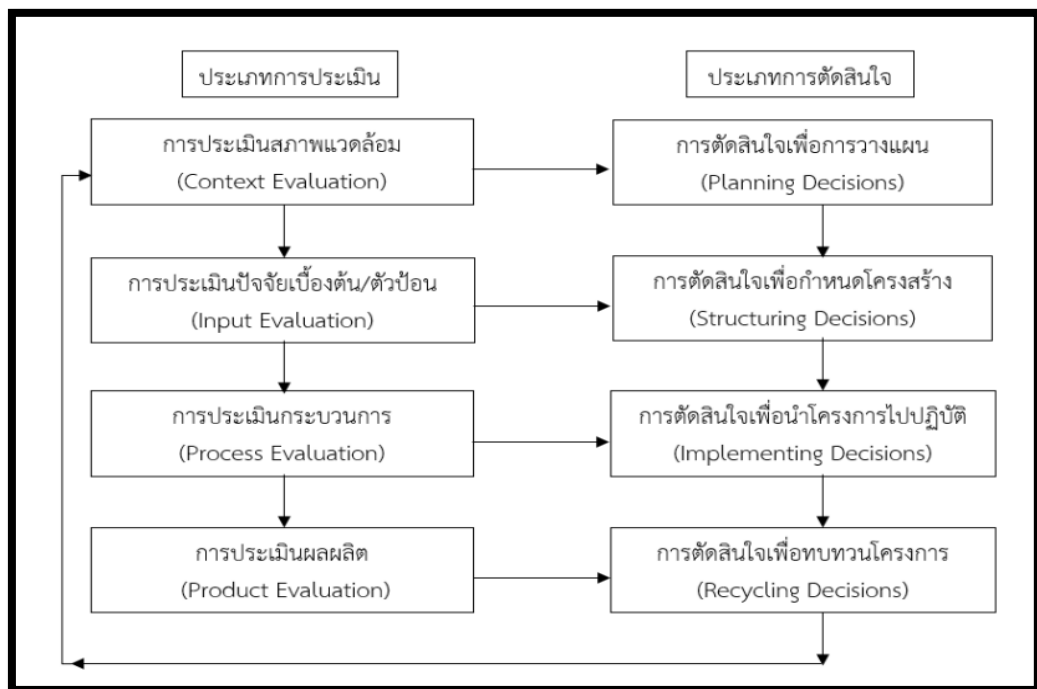 ประเภทการประเมิน
ประเภทการตัดสินใจ
การประเมินสภาพแวดล้อม
(Context Evaluation)
การตัดสินใจเพื่อการวางแผน
(Planning Decisions)
การประเมินปัจจัยเบื้องต้น/ตัวป้อน
(Input Evaluation)
การตัดสินใจเพื่อกำหนดโครงสร้าง
(Structuring Decisions)
การประเมินกระบวนการ
(Process Evaluation)
การตัดสินใจเพื่อนำโครงการไปปฏิบัติ
(Implementing Decisions)
การประเมินผลผลิต
(Product Evaluation)
การตัดสินใจเพื่อทบทวนโครงการ
(Recycling Decisions)